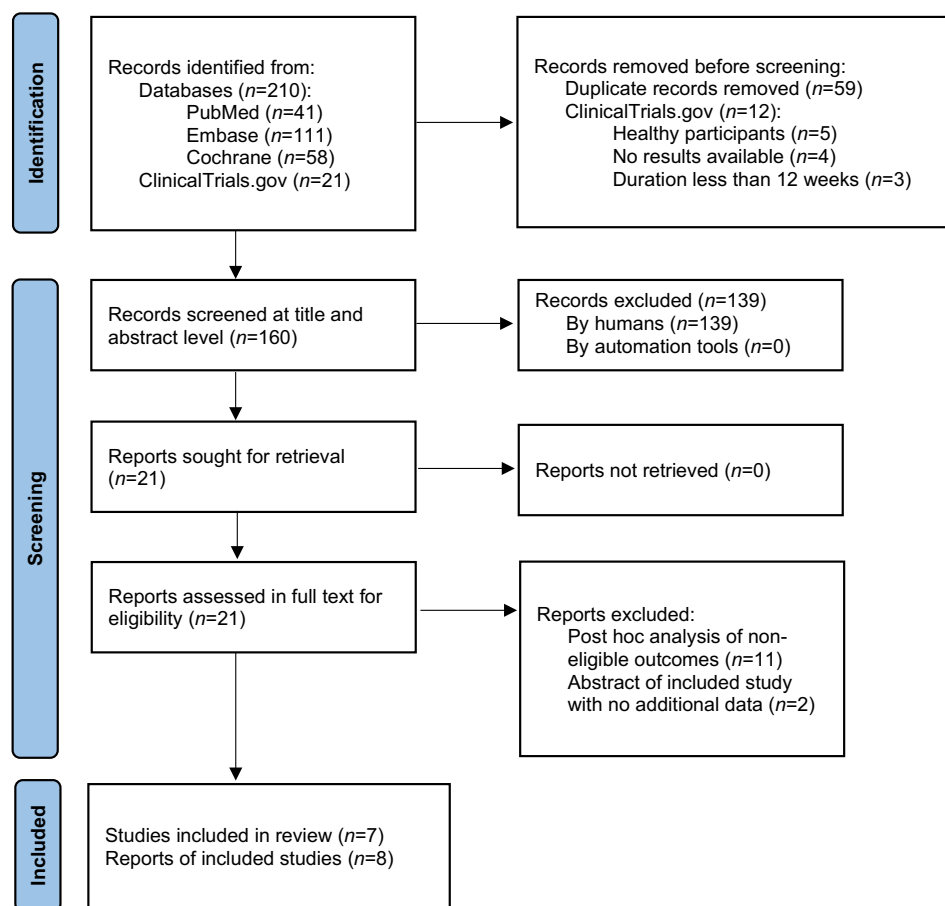 Identification
Records identified from:
Databases (n=210):
PubMed (n=41)
Embase (n=111)
Cochrane (n=58)
ClinicalTrials.gov (n=21)
Records removed before screening:
Duplicate records removed (n=59)
ClinicalTrials.gov (n=12):
Healthy participants (n=5)
No results available (n=4)
Duration less than 12 weeks (n=3)
Screening
Records screened at title and
abstract level (n=160)
Records excluded (n=139)
By humans (n=139)
By automation tools (n=0)
Reports sought for retrieval
(n=21)
Reports not retrieved (n=0)
Reports assessed in full text for
eligibility (n=21)
Reports excluded:
Post hoc analysis of non-
eligible outcomes (n=11)
Abstract of included study
with no additional data (n=2)
Included
Studies included in review (n=7)
Reports of included studies (n=8)